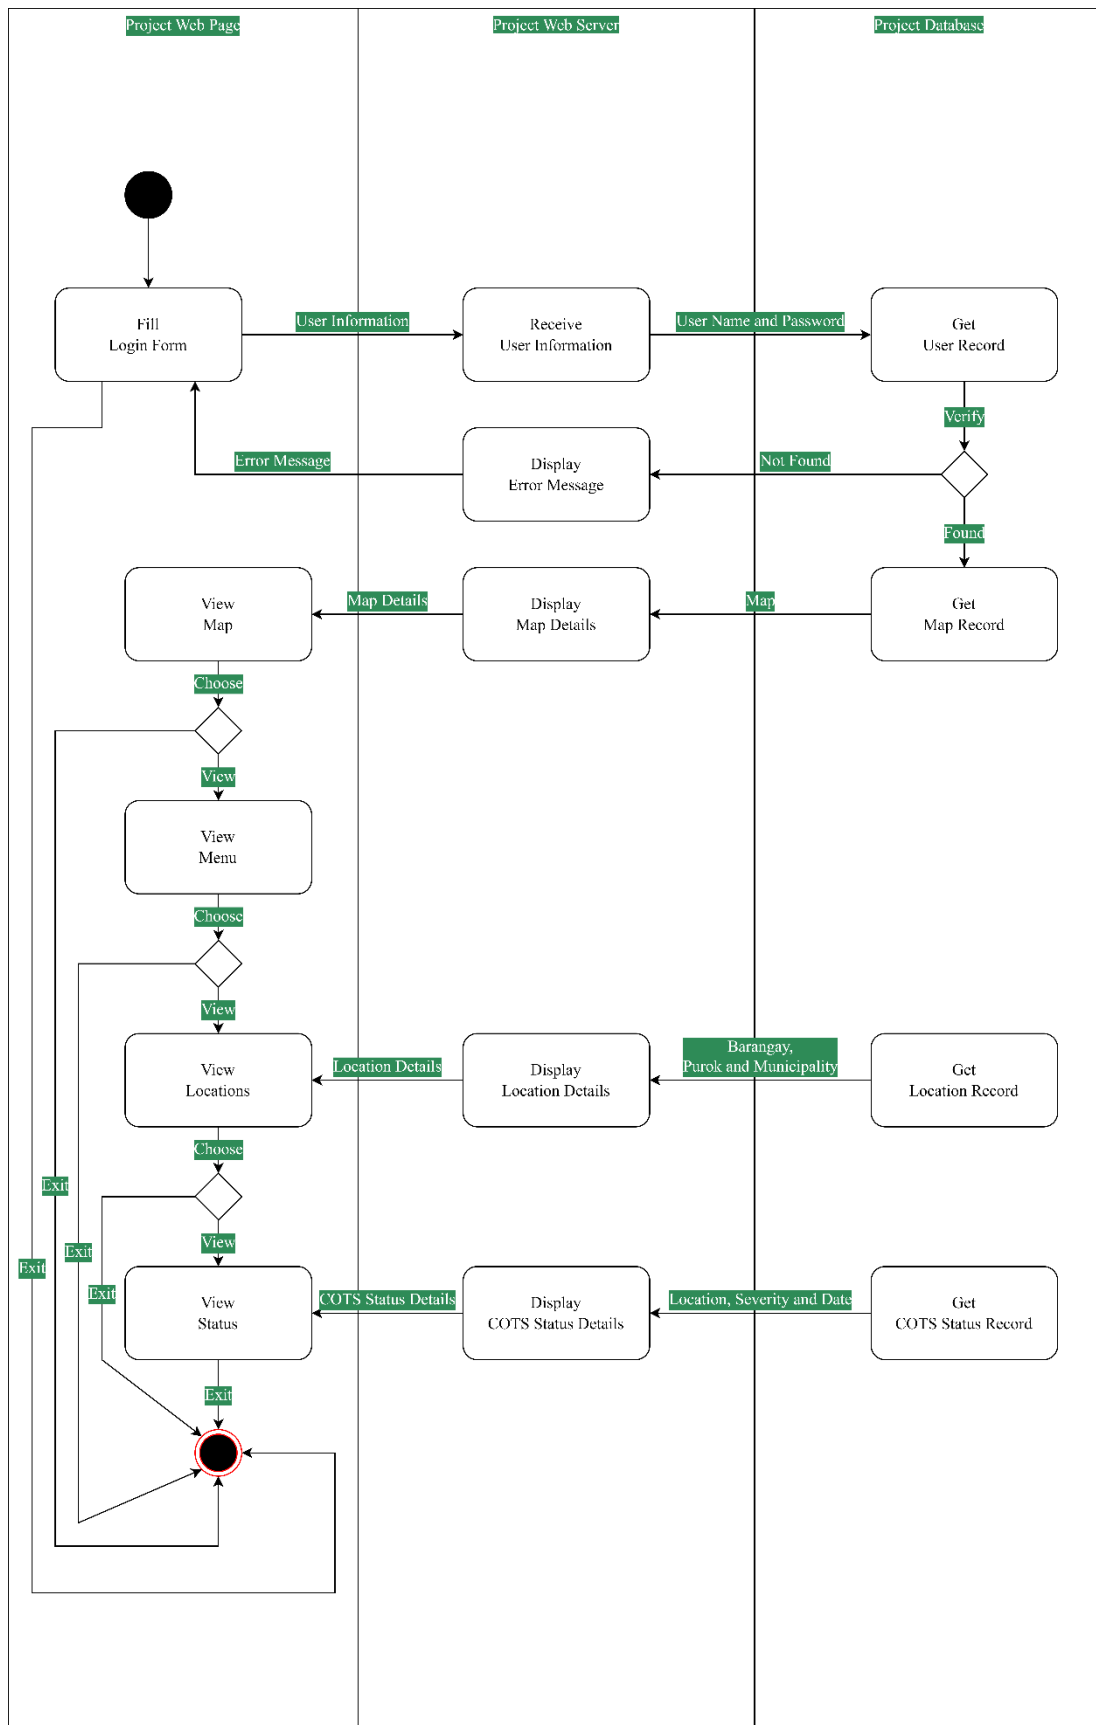 Project Web Page
Project Web Server
Project Database
Fill
Login Form
User Information
Receive
User Information
User Name and Password
Get
User Record
Verify
Error Message
Display
Error Message
Not Found
Found
View
Map
Map Details
Display
Map Details
Map
Get
Map Record
Choose
View
View
Menu
Choose
View
View
Locations
Location Details
Display
Location Details
Barangay,
Purok and Municipality
Get
Location Record
Choose
Exit
View
Exit
Exit
Exit
View
Status
COTS Status Details
Display
COTS Status Details
Location, Severity and Date
Get
COTS Status Record
Exit